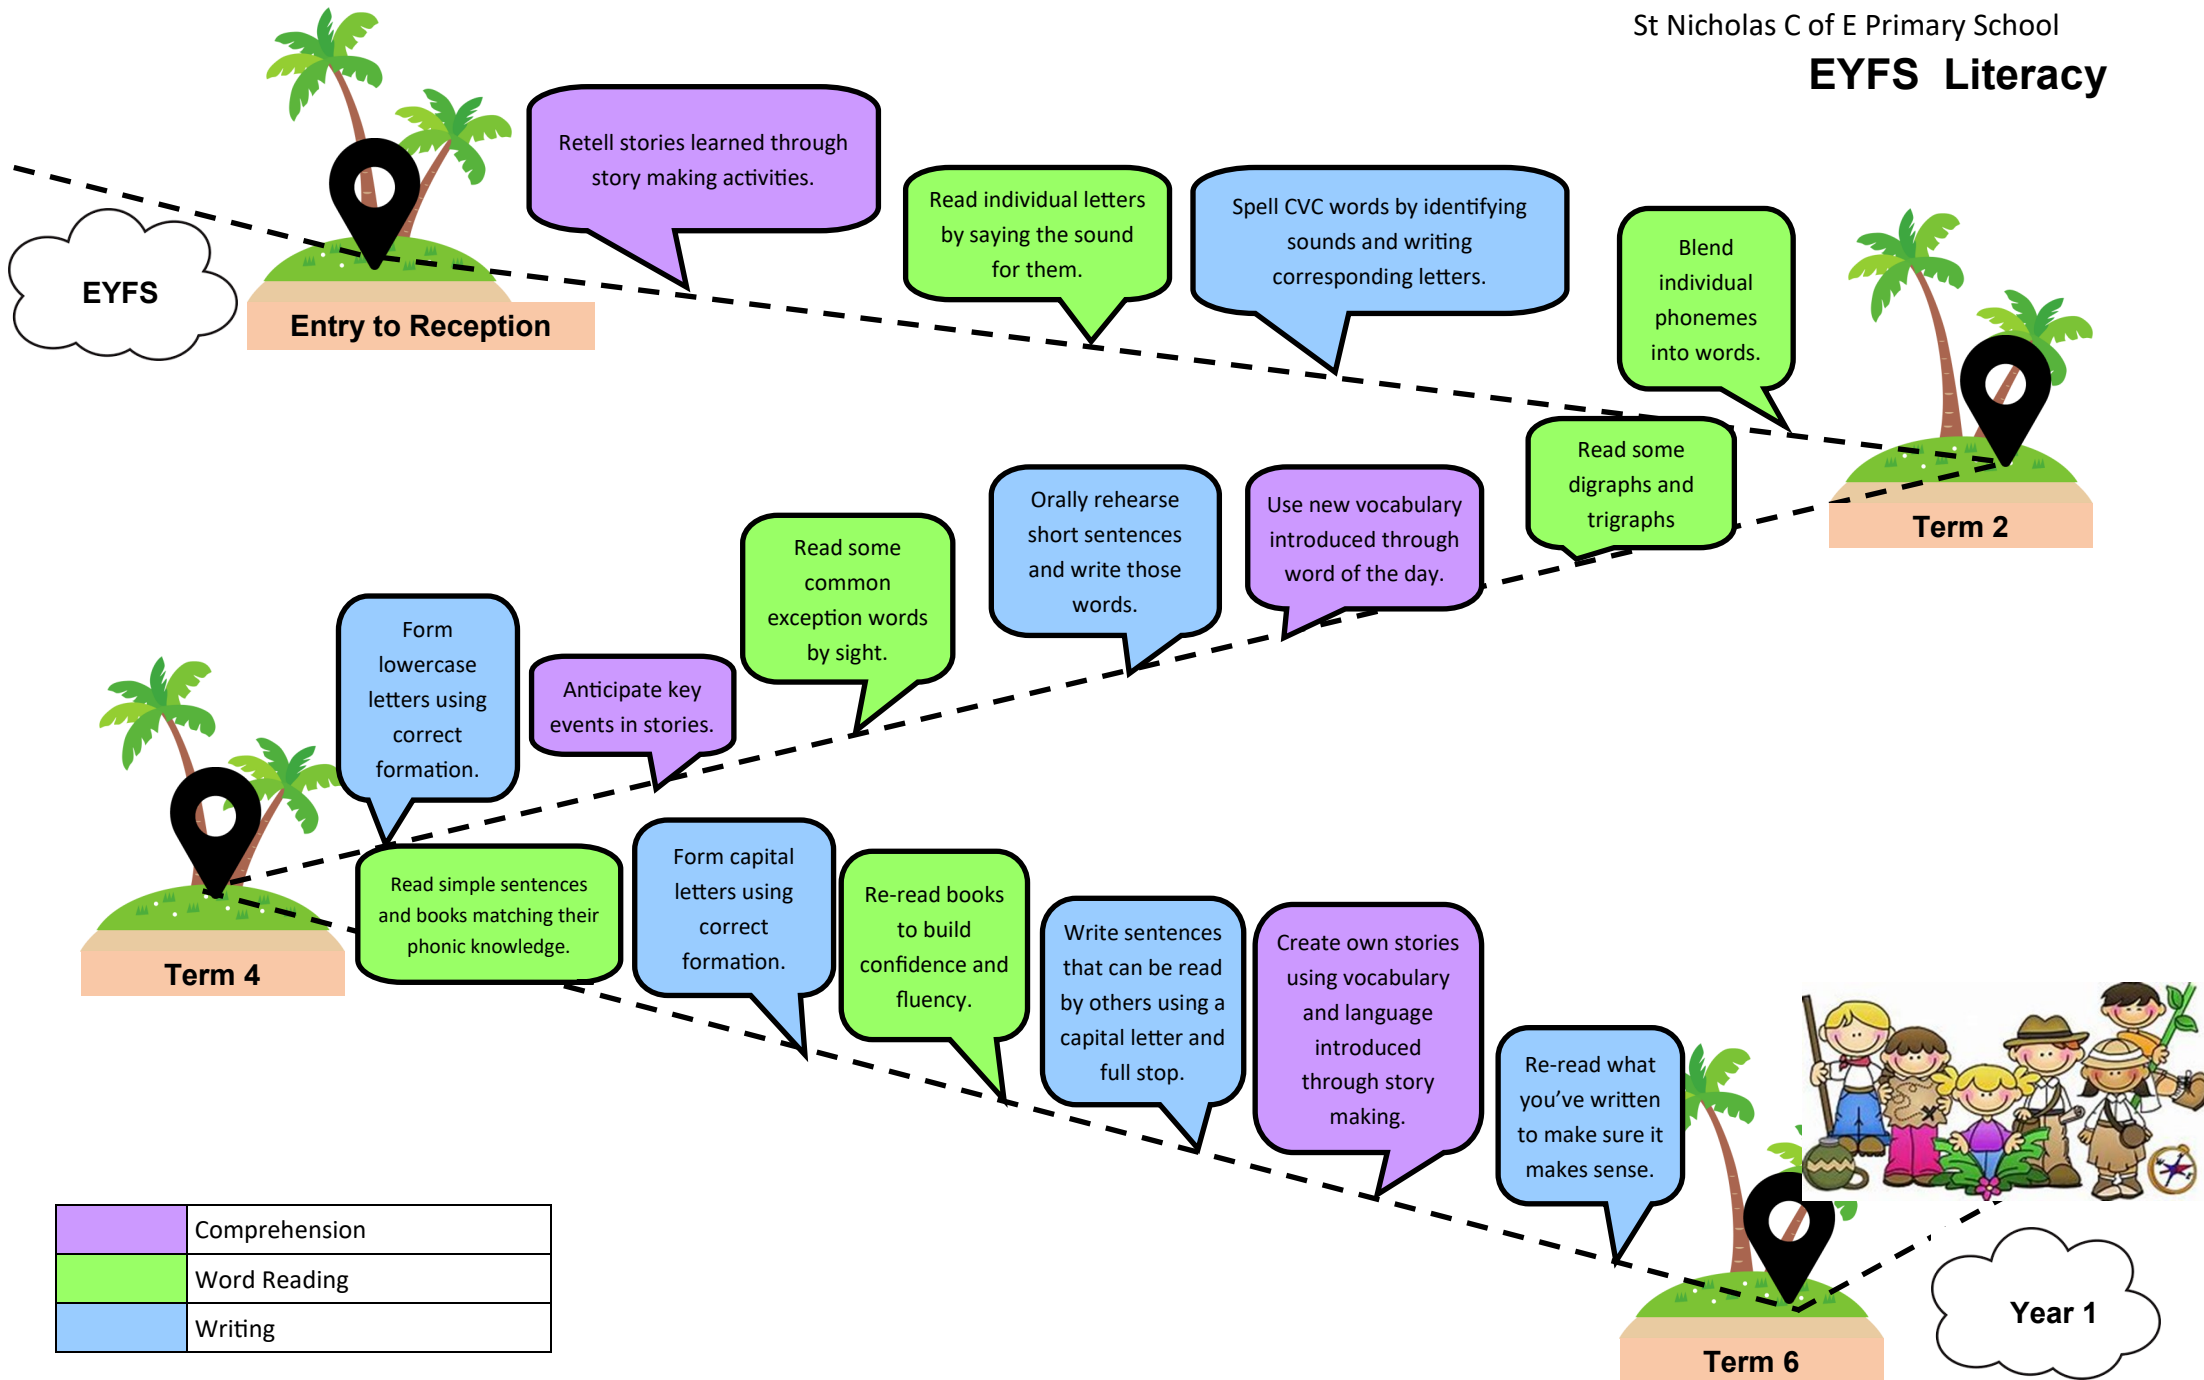 St Nicholas C of E Primary School
EYFS Literacy
EYFS
Entry to Reception
Retell stories learned through
story making activities.
Read individual letters
by saying the sound
for them.
Spell CVC words by identifying
sounds and writing
corresponding letters.
Blend
individual
phonemes
into words.
Term 2
Read some
digraphs and
trigraphs
Use new vocabulary
introduced through
word of the day.
Orally rehearse
short sentences
and write those
words.
Read some
common
exception words
by sight.
Anticipate key
events in stories.
Form
lowercase
letters using
correct
formation.
Term 4
Read simple sentences
and books matching their
phonic knowledge.
Form capital
letters using
correct
formation.
Re-read books
to build
confidence and
fluency.
Write sentences
that can be read
by others using a
capital letter and
full stop.
Create own stories
using vocabulary
and language
introduced
through story
making.
Re-read what
you’ve written
to make sure it
makes sense.
Term 6
Year 1
Comprehension
Word Reading
Writing